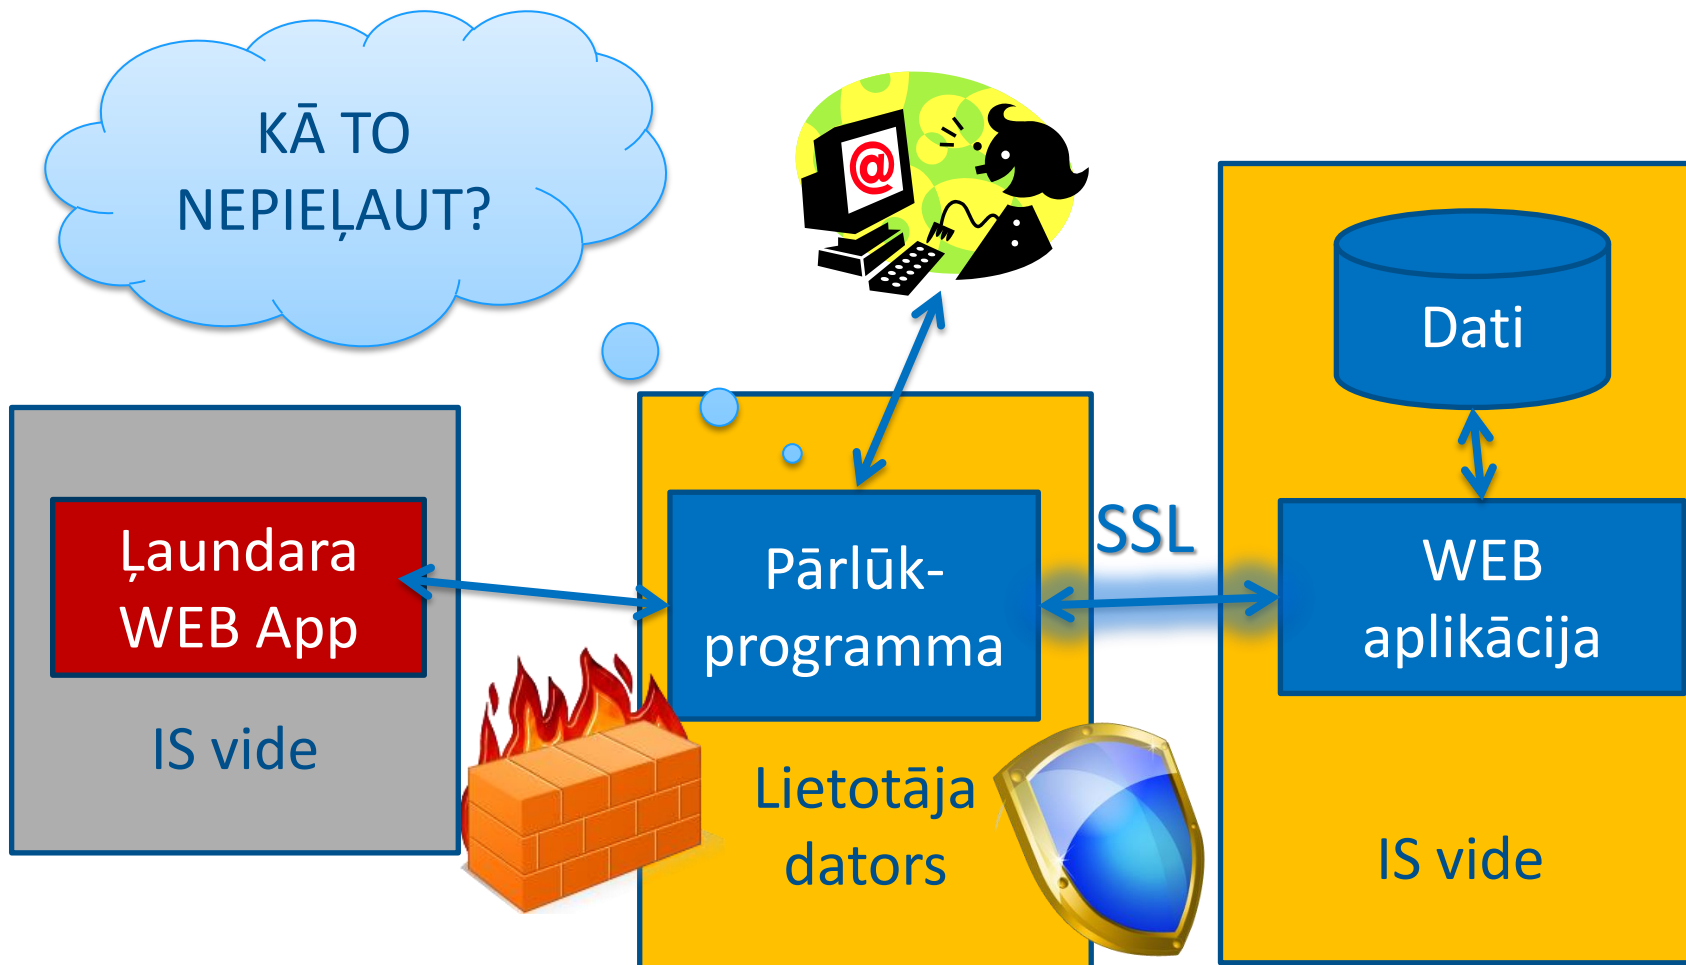 KĀ TO
NEPIEĻAUT?
@
Dati
Ļaundara
WEB App
IS vide
Pārlūk-
programma
Lietotāja
dators
SSL
WEB
aplikācija
IS vide